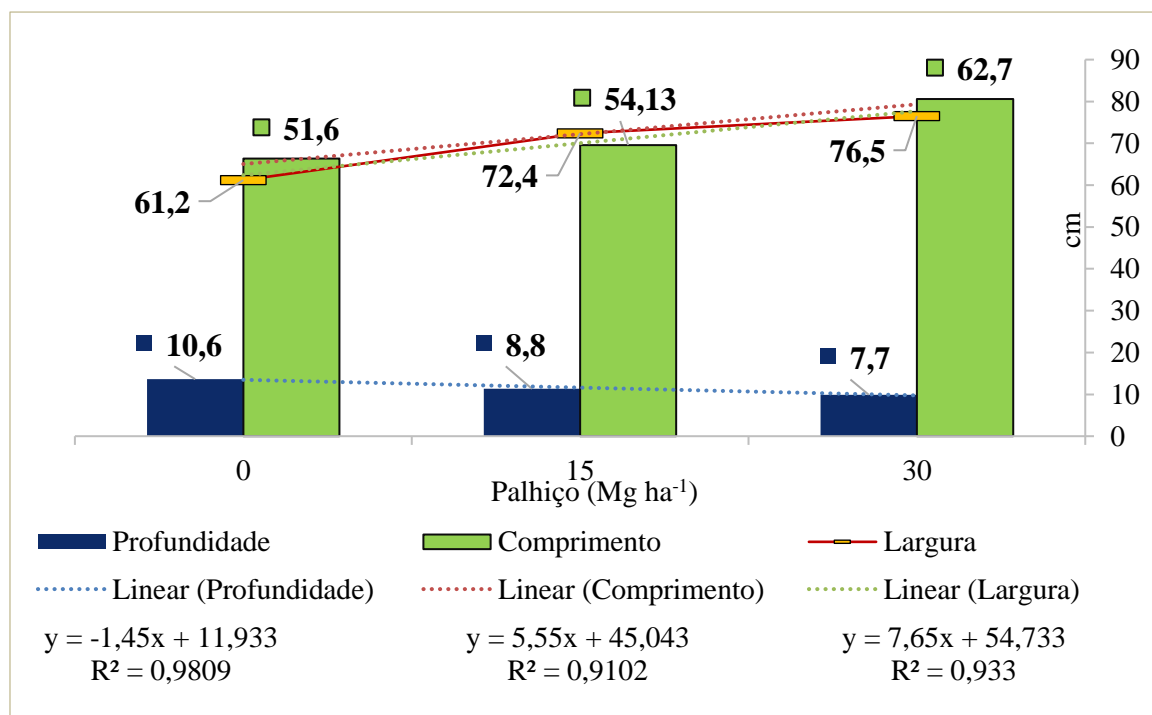 90
80
70
60
50
40
30
20
10
0
cm
51,6
54,13
62,7
61,2
72,4
76,5
10,6
8,8
7,7
0
15
30
Palhiço (Mg ha⁻¹)
Profundidade
Comprimento
Largura
Linear (Profundidade)
Linear (Comprimento)
Linear (Largura)
y = -1,45x + 11,933
R² = 0,9809
y = 5,55x + 45,043
R² = 0,9102
y = 7,65x + 54,733
R² = 0,933